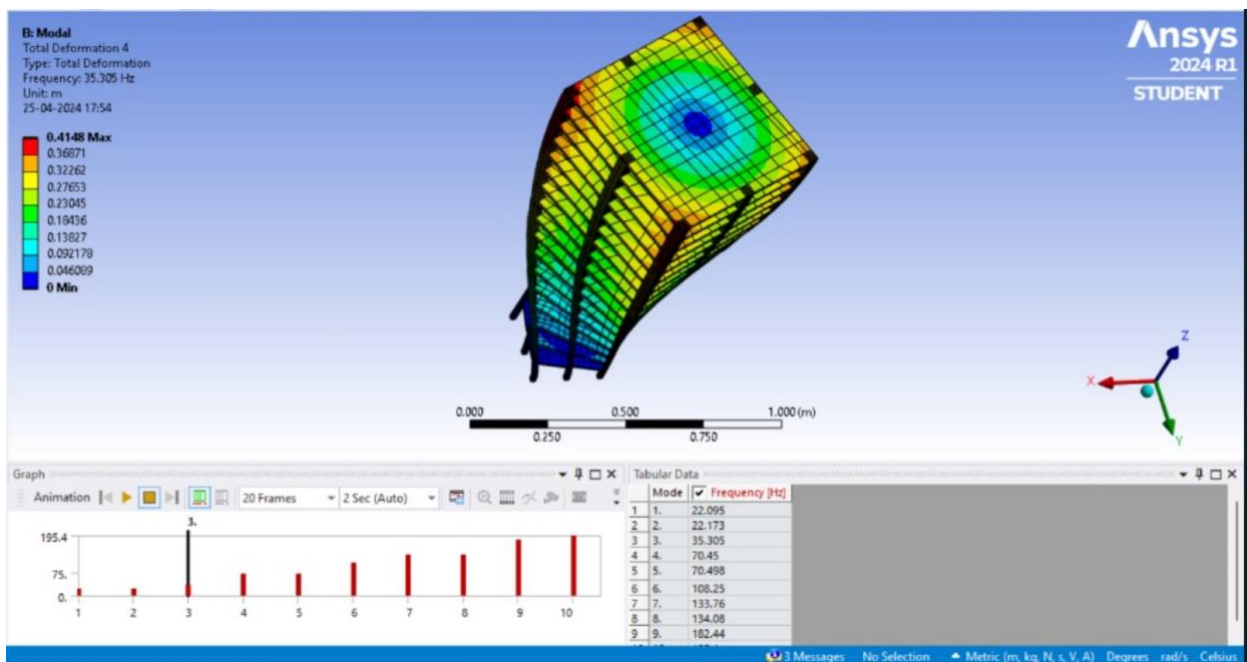 B: Modal
Total Deformation 4
Type: Total Deformation
Frequency: 35.305 Hz
Unit: m
25-04-2024 17:54
0.4148 Max
0.36871
0.32262
0.27653
0.23045
0.18436
0.13827
0.092178
0.046089
0 Min
Ansys
2024 R1
STUDENT
Z
X
Y
0.000 0.500 1.000 (m)
0.250 0.750
Graph
Animation 20 Frames 2 Sec (Auto)
3.
195.4
75.
0.
1 2 3 4 5 6 7 8 9 10
Tabular Data
Mode Frequency [Hz]
1 1. 22.095
2 2. 22.173
3 3. 35.305
4 4. 70.45
5 5. 70.498
6 6. 108.25
7 7. 133.76
8 8. 134.08
9 9. 182.44
3 Messages No Selection Metric (m, kg, N, s, V, A) Degrees rad/s Celsius